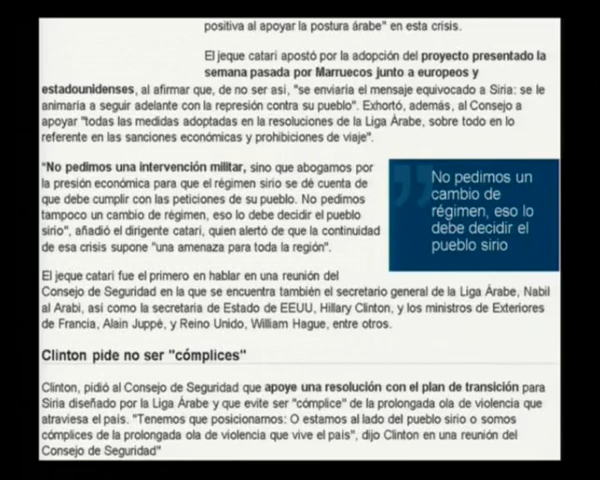 positiva al apoyar la postura árabe" en esta crisis.
El jeque catarí apostó por la adopción del proyecto presentado la
semana pasada por Marruecos junto a europeos y
estadounidenses, al afirmar que, de no ser así, "se enviaría el mensaje equivocado a Siria: se le
animaría a seguir adelante con la represión contra su pueblo". Exhortó, además, al Consejo a
apoyar "todas las medidas adoptadas en la resoluciones de la Liga Árabe, sobre todo en lo
referente en las sanciones económicas y prohibiciones de viaje".
"No pedimos una intervención militar, sino que abogamos por
la presión económica para que el régimen sirio se dé cuenta de
que debe cumplir con las peticiones de su pueblo. No pedimos
tampoco un cambio de régimen, eso lo debe decidir el pueblo
sirio", añadió el dirigente catarí, quien alertó de que la continuidad
de esa crisis supone "una amenaza para toda la región".
No pedimos un
cambio de
régimen, eso lo
debe decidir el
pueblo sirio
El jeque catarí fue el primero en hablar en una reunión del
Consejo de Seguridad en la que se encuentra también el secretario general de la Liga Árabe, Nabil
al Arabi, así como la secretaria de Estado de EEUU, Hillary Clinton, y los ministros de Exteriores
de Francia, Alain Juppé, y Reino Unido, William Hague, entre otros.
Clinton pide no ser "cómplices"
Clinton, pidió al Consejo de Seguridad que apoye una resolución con el plan de transición para
Siria diseñado por la Liga Árabe y que evite ser "cómplice" de la prolongada ola de violencia que
atraviesa el país. "Tenemos que posicionarnos: O estamos al lado del pueblo sirio o somos
cómplices de la prolongada ola de violencia que vive el país", dijo Clinton en una reunión del
Consejo de Seguridad"